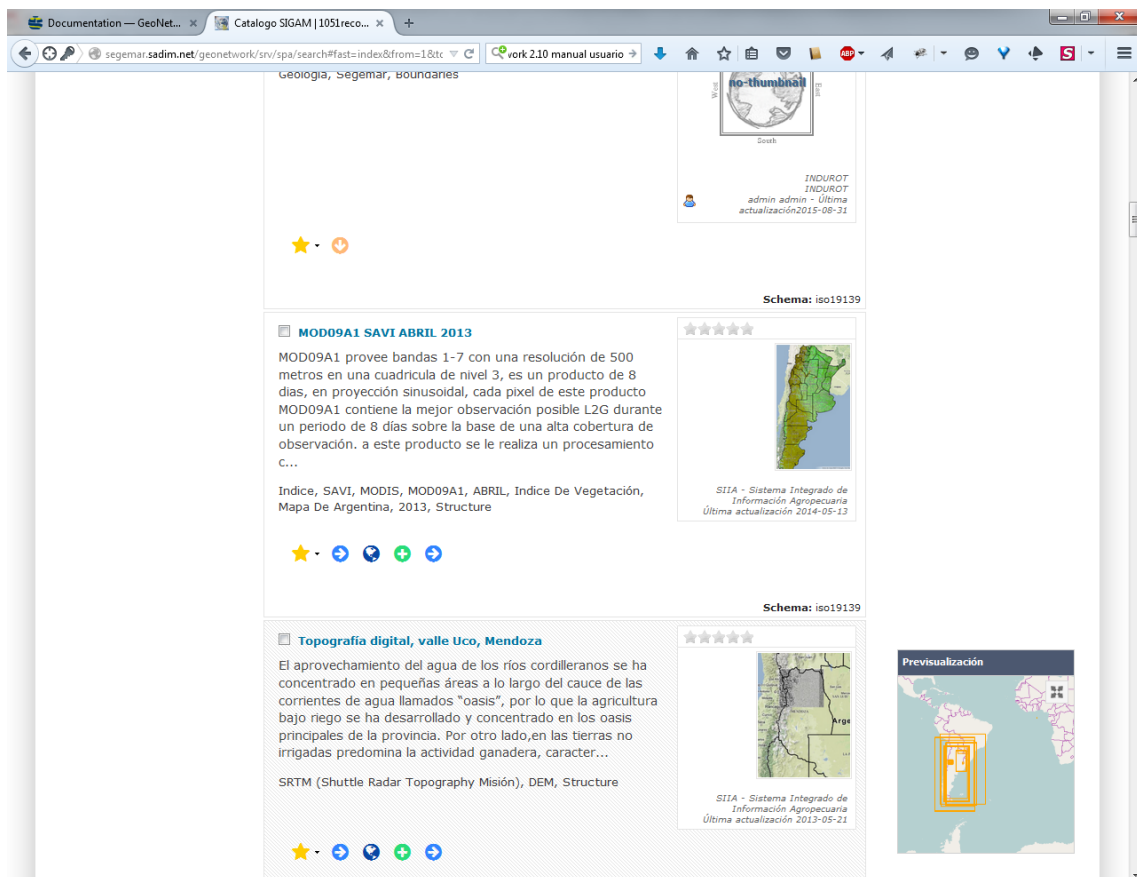 Documentation — GeoNet...
Catalogo SIGAM | 1051reco...
segemar.sadim.net/geonetwork/srv/spa/search#fast=index&from=1&tc
vork 2.10 manual usuario
ABP
S
Geología, Segemar, Boundaries
no-thumbnail
West
East
South
INDUROT
INDUROT
admin admin - Última
actualización2015-08-31
Schema: iso19139
MOD09A1 SAVI ABRIL 2013
MOD09A1 provee bandas 1-7 con una resolución de 500
metros en una cuadricula de nivel 3, es un producto de 8
dias, en proyección sinusoidal, cada pixel de este producto
MOD09A1 contiene la mejor observación posible L2G durante
un periodo de 8 días sobre la base de una alta cobertura de
observación. a este producto se le realiza un procesamiento
c...
Indice, SAVI, MODIS, MOD09A1, ABRIL, Indice De Vegetación,
Mapa De Argentina, 2013, Structure
SIIA - Sistema Integrado de
Información Agropecuaria
Última actualización 2014-05-13
Schema: iso19139
Topografía digital, valle Uco, Mendoza
El aprovechamiento del agua de los ríos cordilleranos se ha
concentrado en pequeñas áreas a lo largo del cauce de las
corrientes de agua llamados “oasis”, por lo que la agricultura
bajo riego se ha desarrollado y concentrado en los oasis
principales de la provincia. Por otro lado,en las tierras no
irrigadas predomina la actividad ganadera, caracter...
SRTM (Shuttle Radar Topography Misión), DEM, Structure
Arge
SIIA - Sistema Integrado de
Información Agropecuaria
Última actualización 2013-05-21
Previsualización